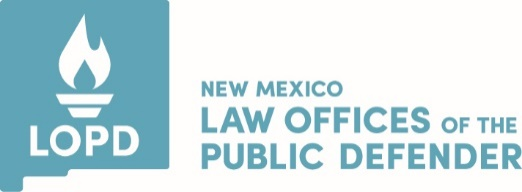 LOPD
NEW MEXICO
LAW OFFICES OF THE
PUBLIC DEFENDER